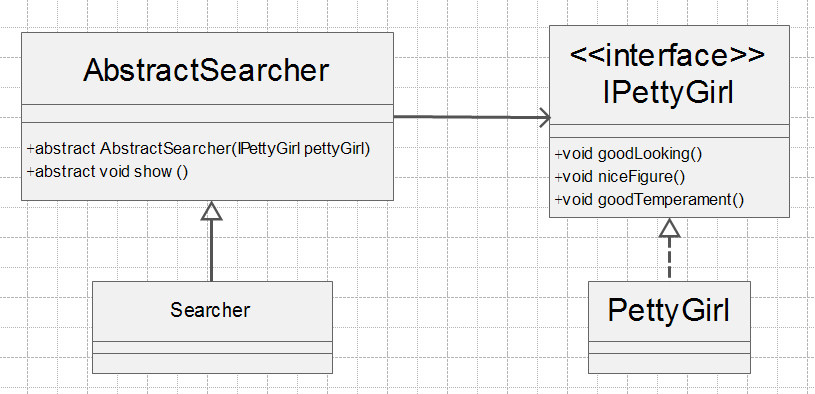 AbstractSearcher
+abstract AbstractSearcher(IPettyGirl pettyGirl)
+abstract void show ()
<<interface>>
IPettyGirl
+void goodLooking()
+void niceFigure()
+void goodTemperament()
Searcher
PettyGirl